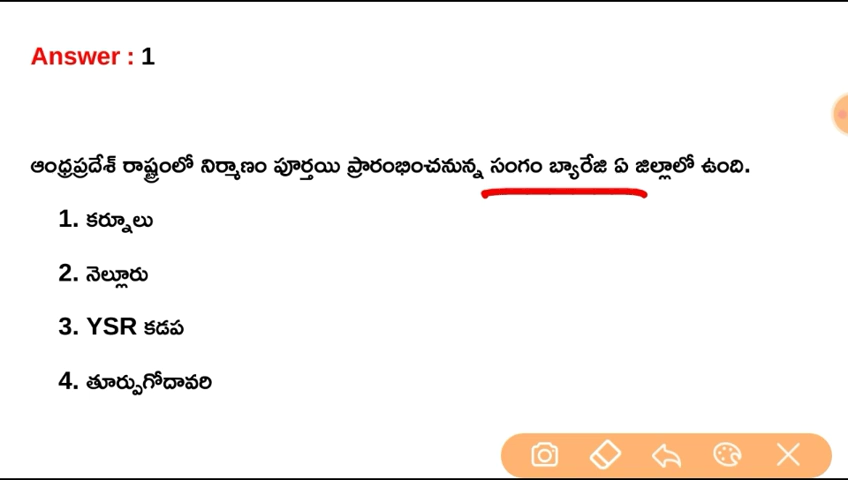 Answer : 1
ఆంధ్రప్రదేశ్ రాష్ట్రంలో నిర్మాణం పూర్తయి ప్రారంభించనున్న సంగం బ్యారేజి ఏ జిల్లాలో ఉంది.
1. కర్నూలు
2. నెల్లూరు
3. YSR కడప
4. తూర్పుగోదావరి